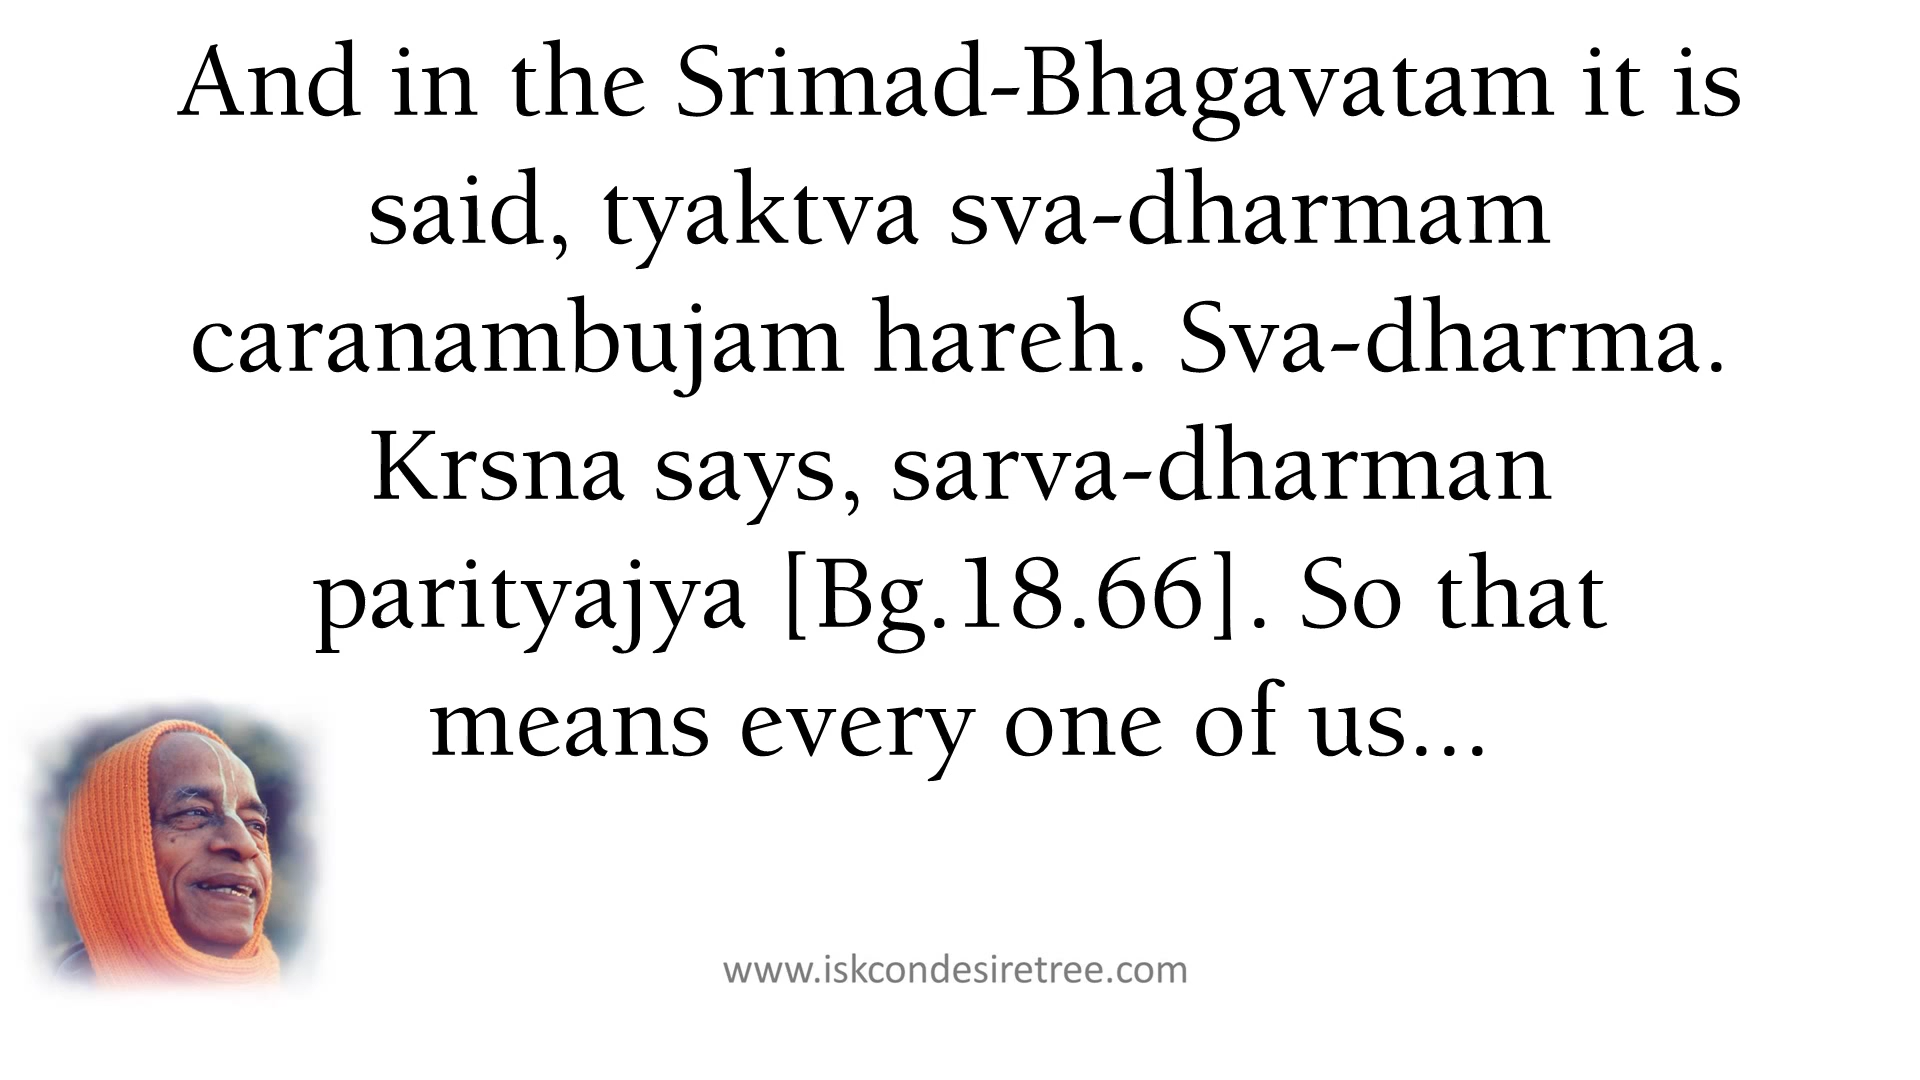 And in the Srimad-Bhagavatam it is
said, tyaktva sva-dharmam
caranambujam hareh. Sva-dharma.
Krsna says, sarva-dharman
parityajya [Bg.18.66]. So that
means every one of us...
www.iskcondesiretree.com